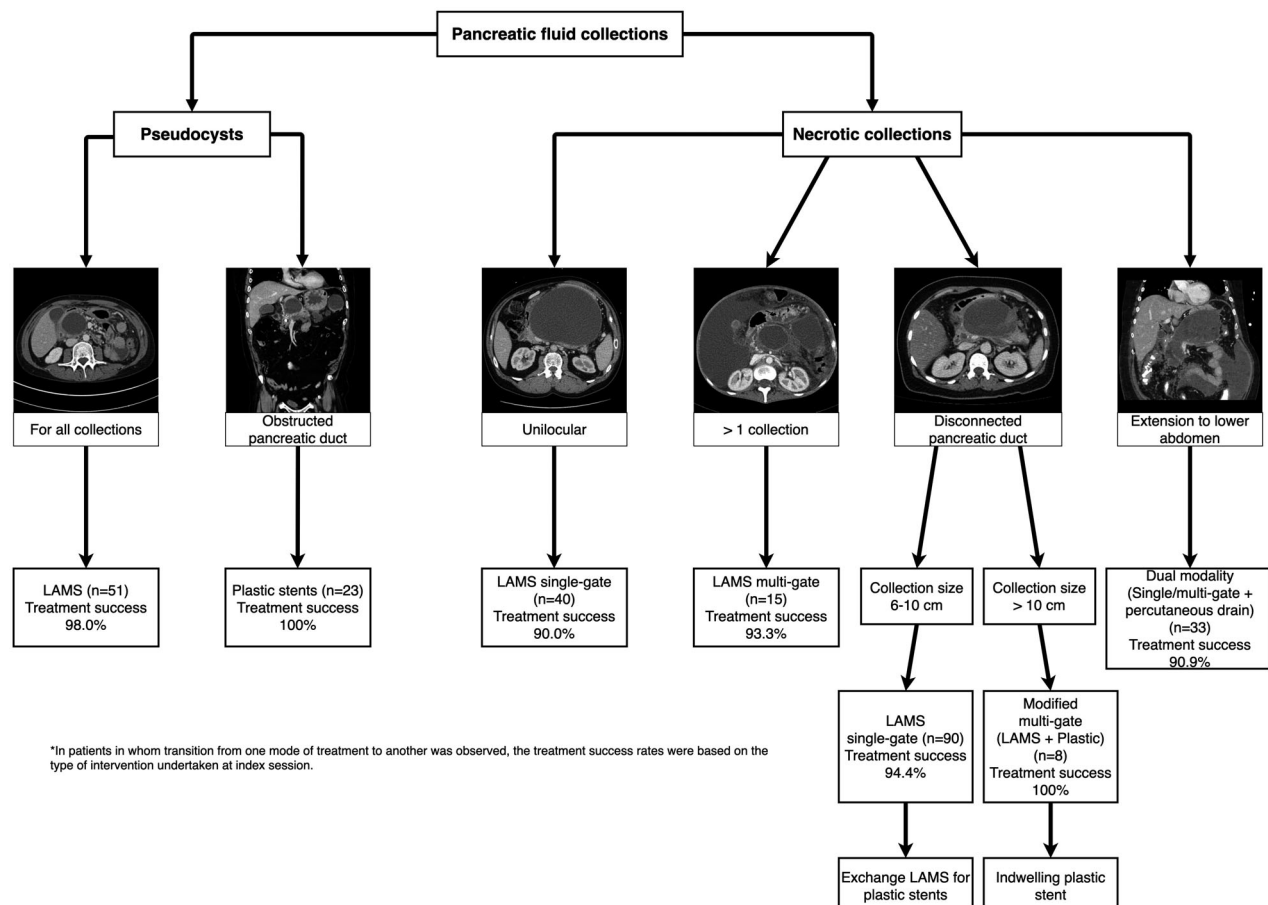 Pancreatic fluid collections
Pseudocysts
Necrotic collections
For all collections
Obstructed
pancreatic duct
Unilocular
> 1 collection
Disconnected
pancreatic duct
Extension to lower
abdomen
LAMS (n=51)
Treatment success
98.0%
Plastic stents (n=23)
Treatment success
100%
LAMS single-gate
(n=40)
Treatment success
90.0%
LAMS multi-gate
(n=15)
Treatment success
93.3%
Collection size
6-10 cm
Collection size
> 10 cm
Dual modality
(Single/multi-gate +
percutaneous drain)
(n=33)
Treatment success
90.9%
LAMS
single-gate (n=90)
Treatment success
94.4%
Modified
multi-gate
(LAMS + Plastic)
(n=8)
Treatment success
100%
*In patients in whom transition from one mode of treatment to another was observed, the treatment success rates were based on the
type of intervention undertaken at index session.
Exchange LAMS for
plastic stents
Indwelling plastic
stent